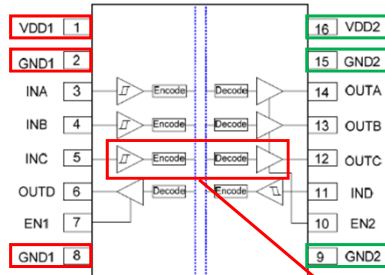 VDD1 1 16 VDD2
GND1 2 15 GND2
INA 3 Encode Decode 14 OUTA
INB 4 Encode Decode 13 OUTB
INC 5 Encode Decode 12 OUTC
OUTD 6 Decode Encode 11 IND
EN1 7 10 EN2
GND1 8 9 GND2